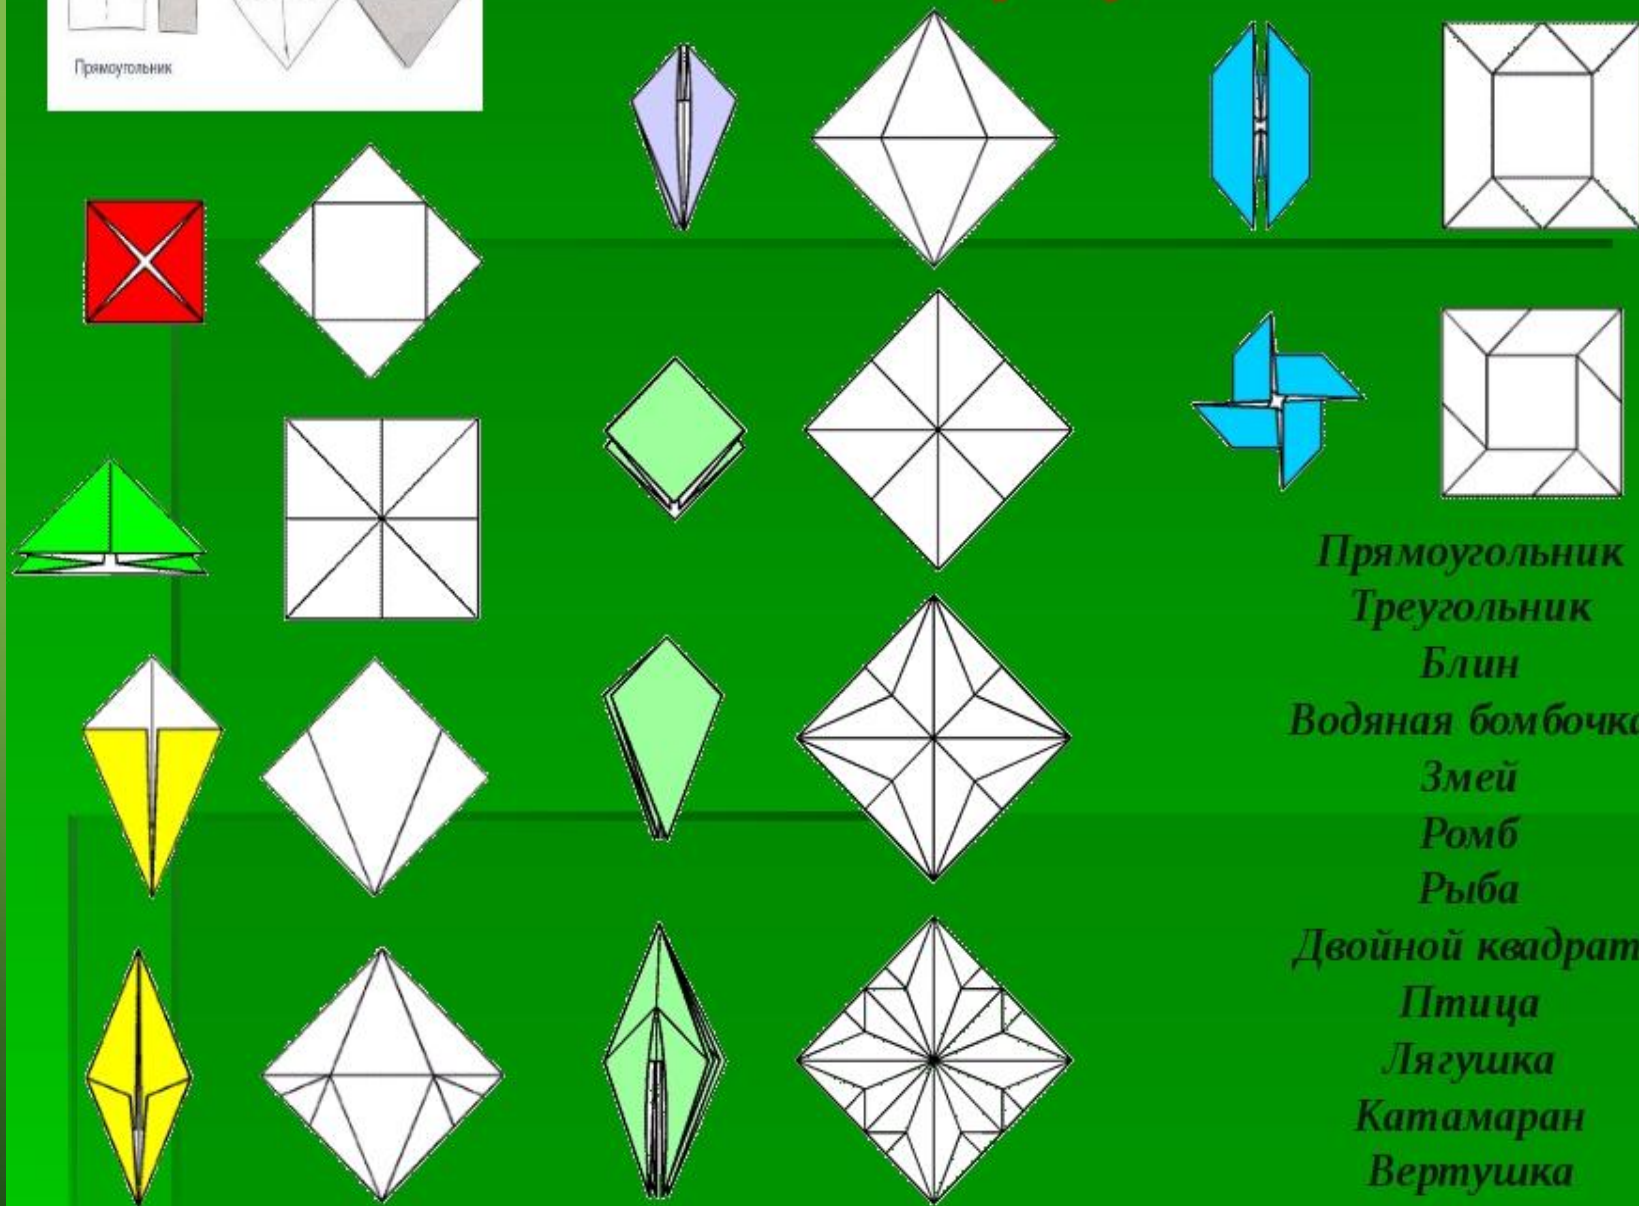 Прямоугольник
Прямоугольник
Треугольник
Блин
Водяная бомбочка
Змей
Ромб
Рыба
Двойной квадрат
Птица
Лягушка
Катамаран
Вертушка